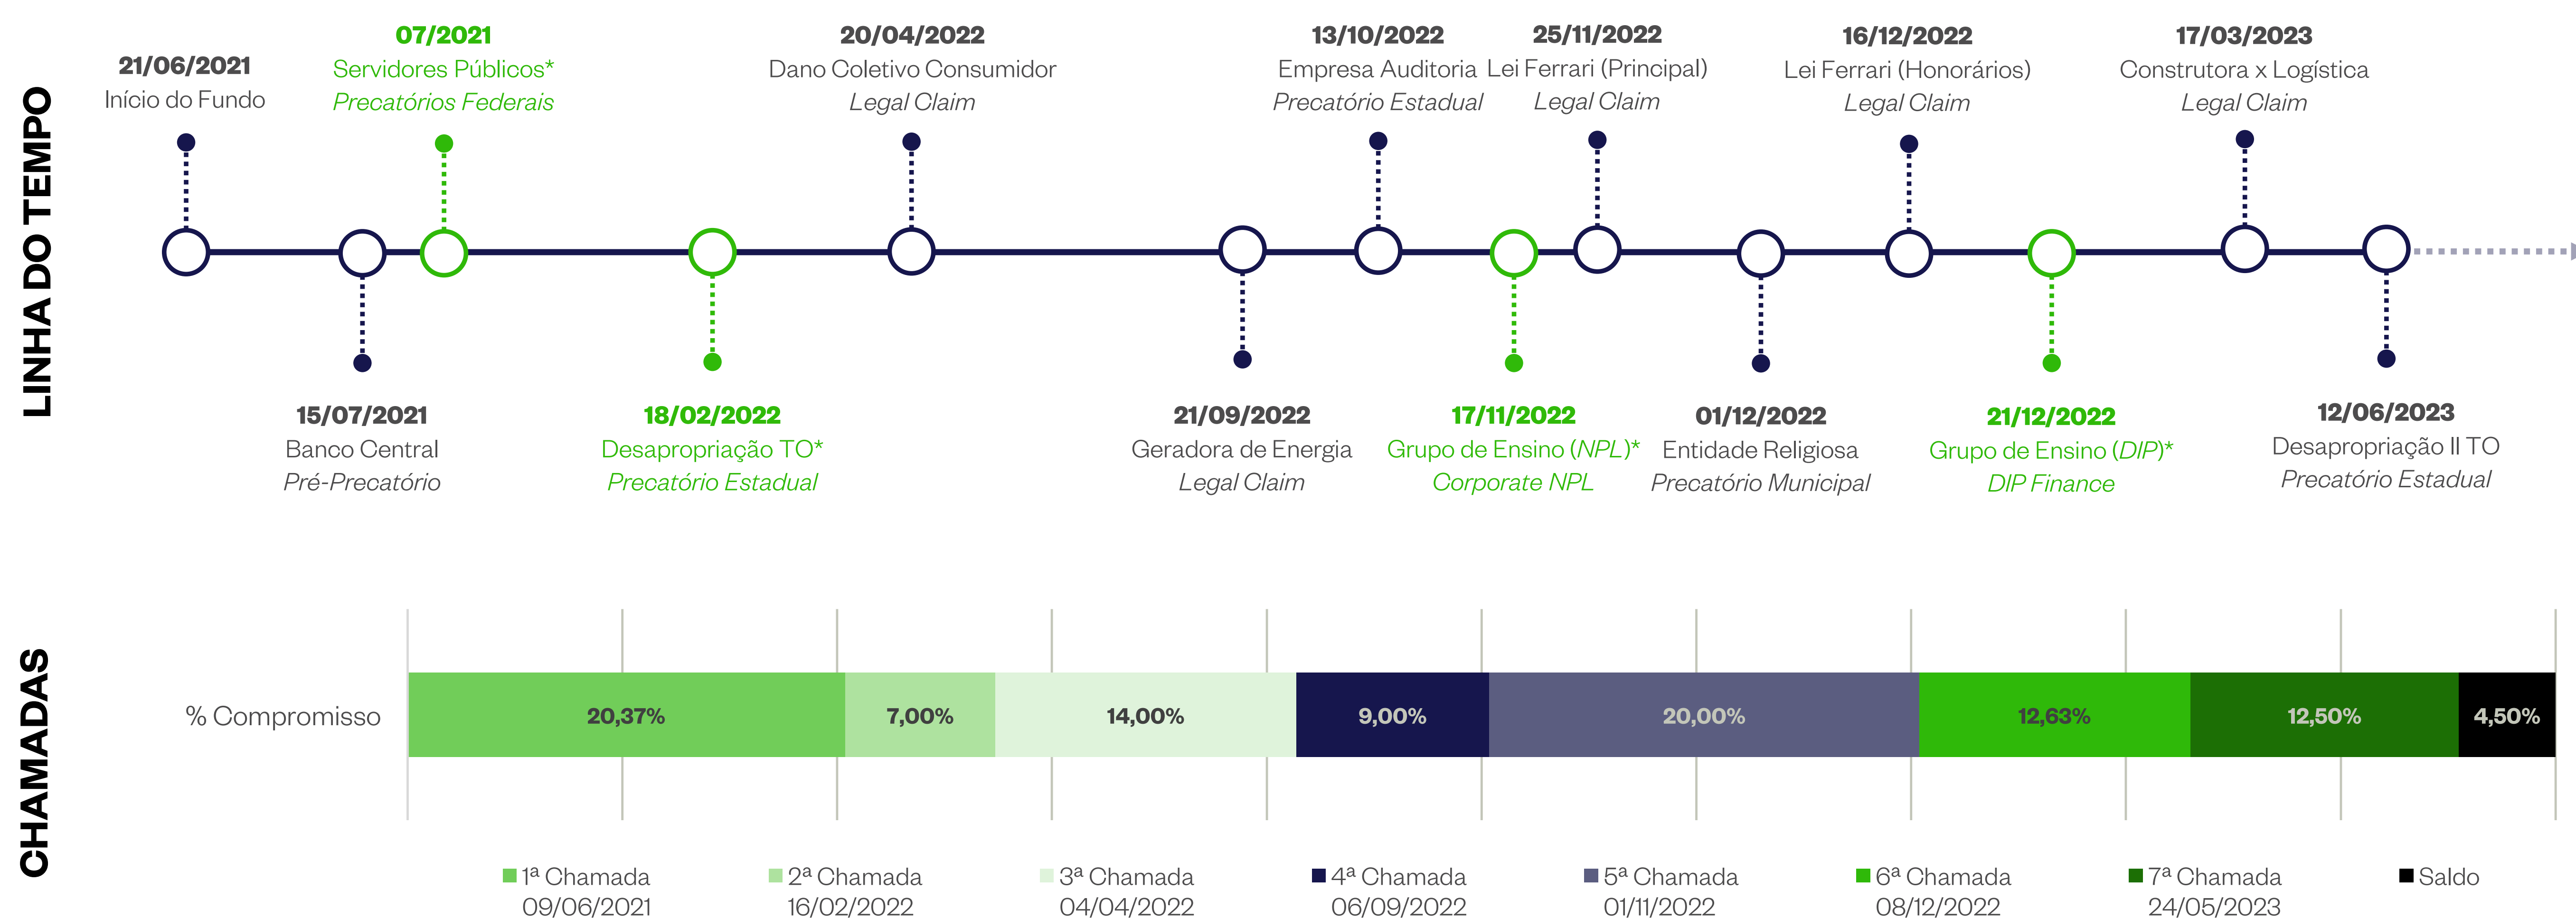 LINHA DO TEMPO
21/06/2021
Início do Fundo
07/2021
Servidores Públicos*
Precatórios Federais
20/04/2022
Dano Coletivo Consumidor
Legal Claim
13/10/2022
Empresa Auditoria
Precatório Estadual
25/11/2022
Lei Ferrari (Principal)
Legal Claim
16/12/2022
Lei Ferrari (Honorários)
Legal Claim
17/03/2023
Construtora x Logística
Legal Claim
15/07/2021
Banco Central
Pré-Precatório
18/02/2022
Desapropriação TO*
Precatório Estadual
21/09/2022
Geradora de Energia
Legal Claim
17/11/2022
Grupo de Ensino (NPL)*
Corporate NPL
01/12/2022
Entidade Religiosa
Precatório Municipal
21/12/2022
Grupo de Ensino (DIP)*
DIP Finance
12/06/2023
Desapropriação II TO
Precatório Estadual
CHAMADAS
% Compromisso
20,37%
7,00%
14,00%
9,00%
20,00%
12,63%
12,50%
4,50%
1ª Chamada
09/06/2021
2ª Chamada
16/02/2022
3ª Chamada
04/04/2022
4ª Chamada
06/09/2022
5ª Chamada
01/11/2022
6ª Chamada
08/12/2022
7ª Chamada
24/05/2023
Saldo